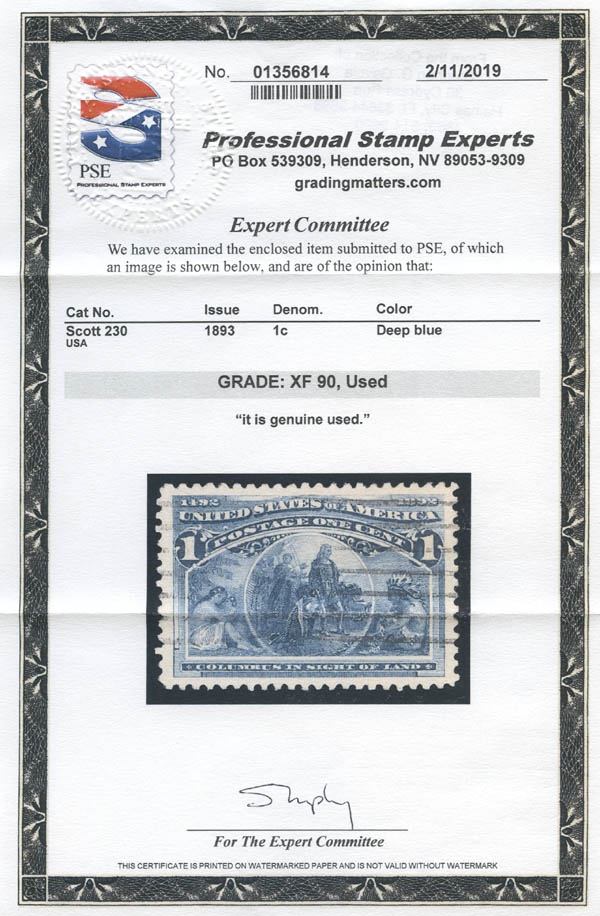 No. 01356814 2/11/2019
PSE
PROFESSIONAL STAMP EXPERTS
Professional Stamp Experts
PO Box 539309, Henderson, NV 89053-9309
gradingmatters.com
Expert Committee
We have examined the enclosed item submitted to PSE, of which
an image is shown below, and are of the opinion that:
Cat No. Issue Denom. Color
Scott 230 1893 1c Deep blue
USA
GRADE: XF 90, Used
“it is genuine used.”
1492 1892
UNITED STATES OF AMERICA
POSTAGE ONE CENT
1 1
COLUMBUS IN SIGHT OF LAND
For The Expert Committee
THIS CERTIFICATE IS PRINTED ON WATERMARKED PAPER AND IS NOT VALID WITHOUT WATERMARK